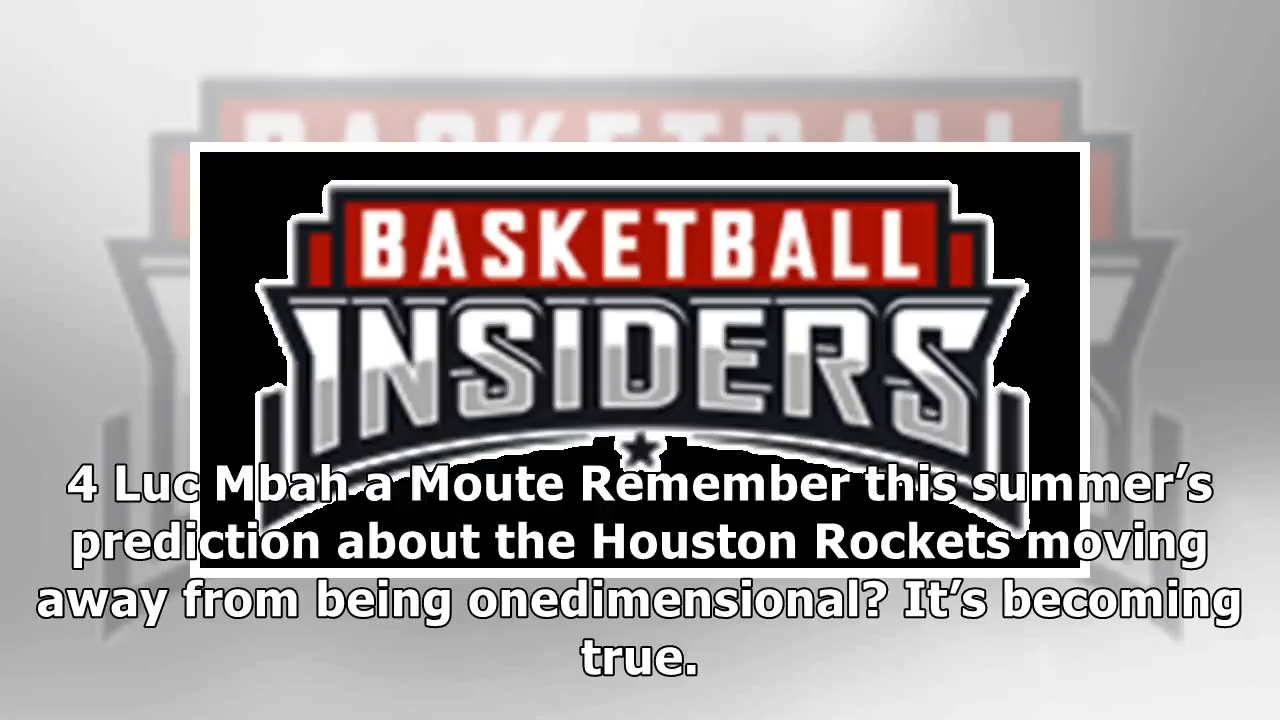 BASKETBALL
BASKETBALL
INSIDERS
4 Luc Mbah a Moute Remember this summer’s
prediction about the Houston Rockets moving
away from being onedimensional? It’s becoming
true.